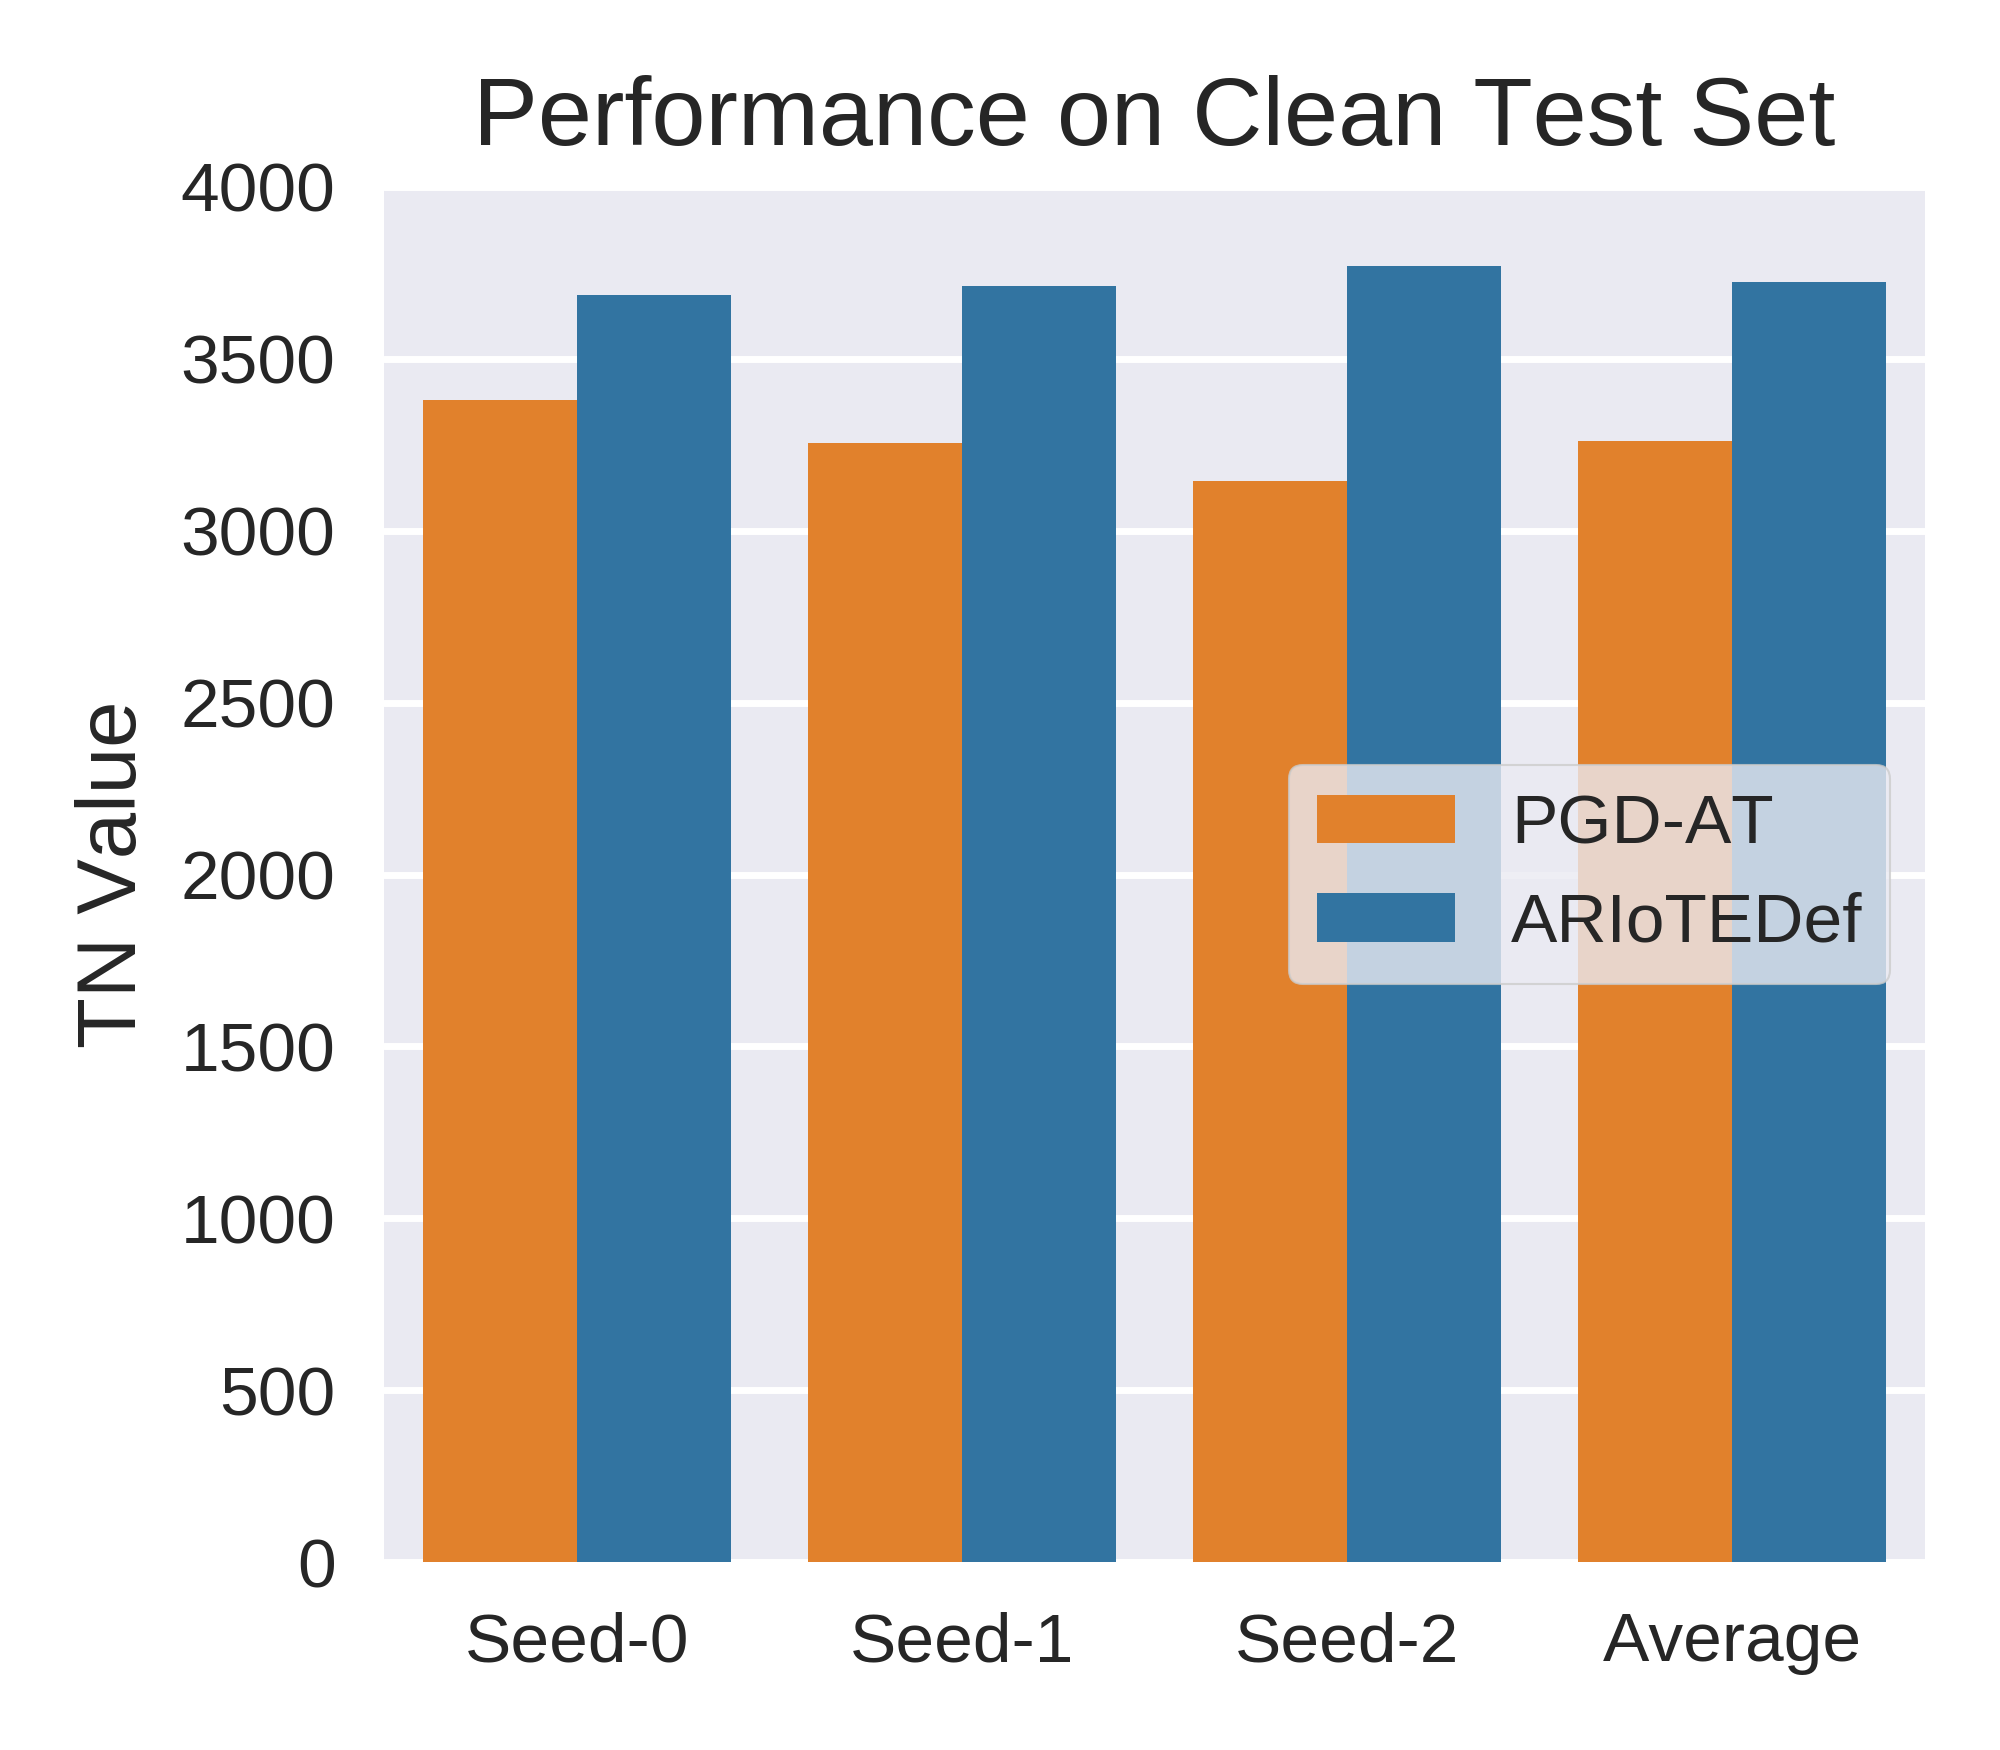 Performance on Clean Test Set
4000
3500
3000
2500
2000
1500
1000
500
0
TN Value
PGD-AT
ARIoTEDef
Seed-0
Seed-1
Seed-2
Average